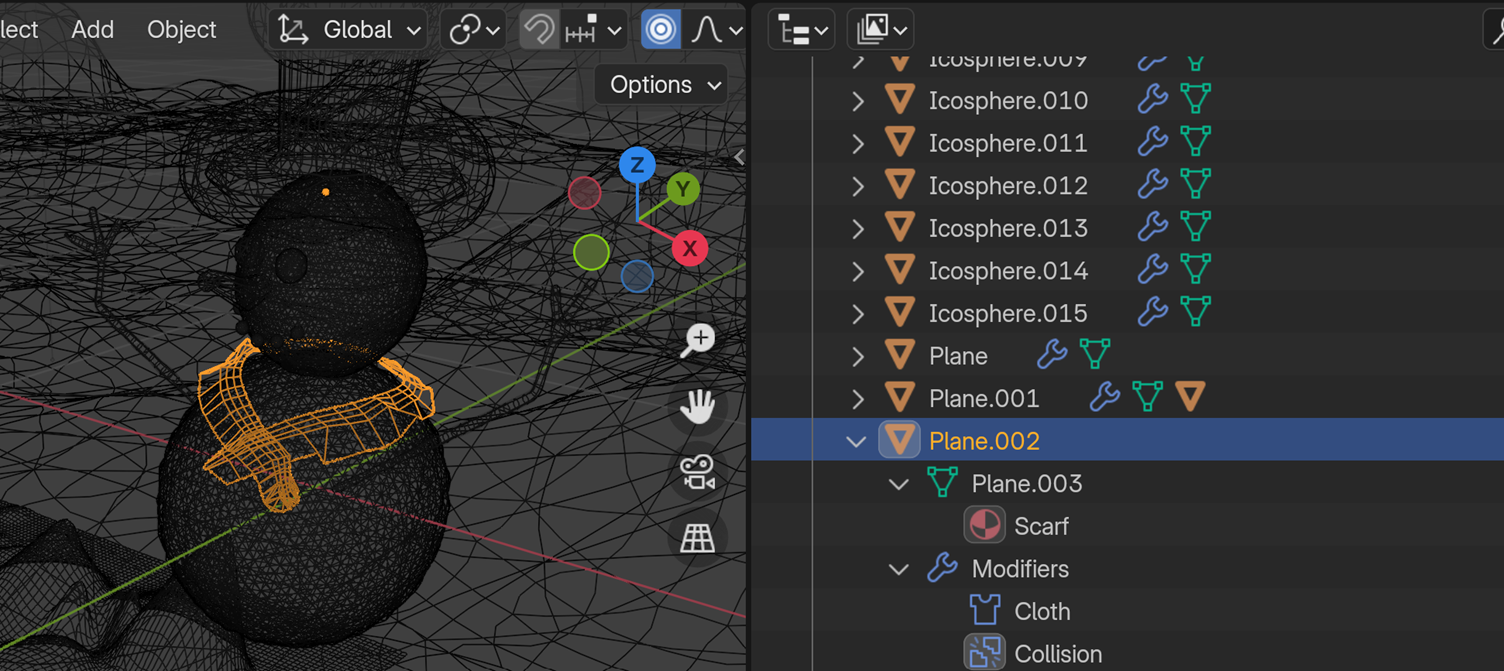 lect Add Object Global
Options
Z
Y
X
Icosphere.009
Icosphere.010
Icosphere.011
Icosphere.012
Icosphere.013
Icosphere.014
Icosphere.015
Plane
Plane.001
Plane.002
Plane.003
Scarf
Modifiers
Cloth
Collision